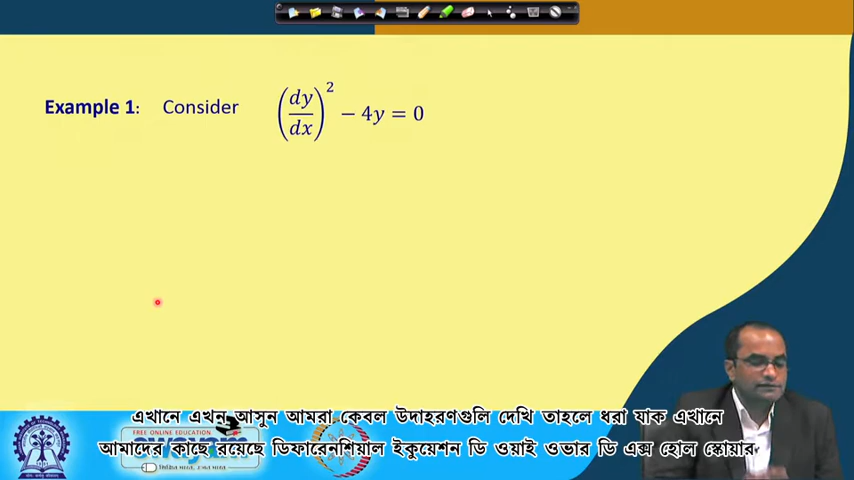 Example 1: Consider (dy/dx)² − 4y = 0
FREE ONLINE EDUCATION
swayam
এখানে এখন আসুন আমরা কেবল উদাহরণগুলি দেখি তাহলে ধরা যাক এখানে
আমাদের কাছে রয়েছে ডিফারেনশিয়াল ইকুয়েশন ডি ওয়াই ওভার ডি এক্স হোল স্কোয়ার